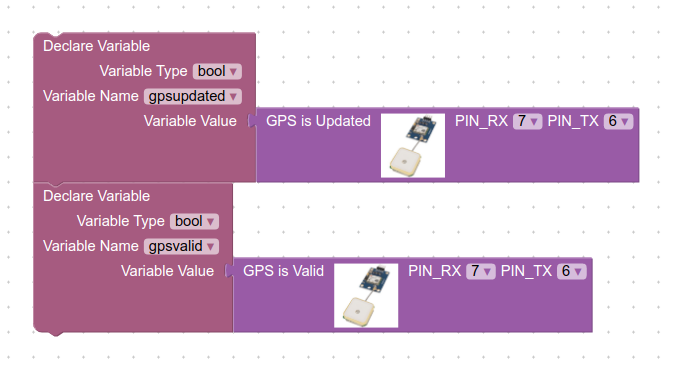 Declare Variable
Variable Type bool
Variable Name gpsupdated
Variable Value GPS is Updated PIN_RX 7 PIN_TX 6
Declare Variable
Variable Type bool
Variable Name gpsvalid
Variable Value GPS is Valid PIN_RX 7 PIN_TX 6